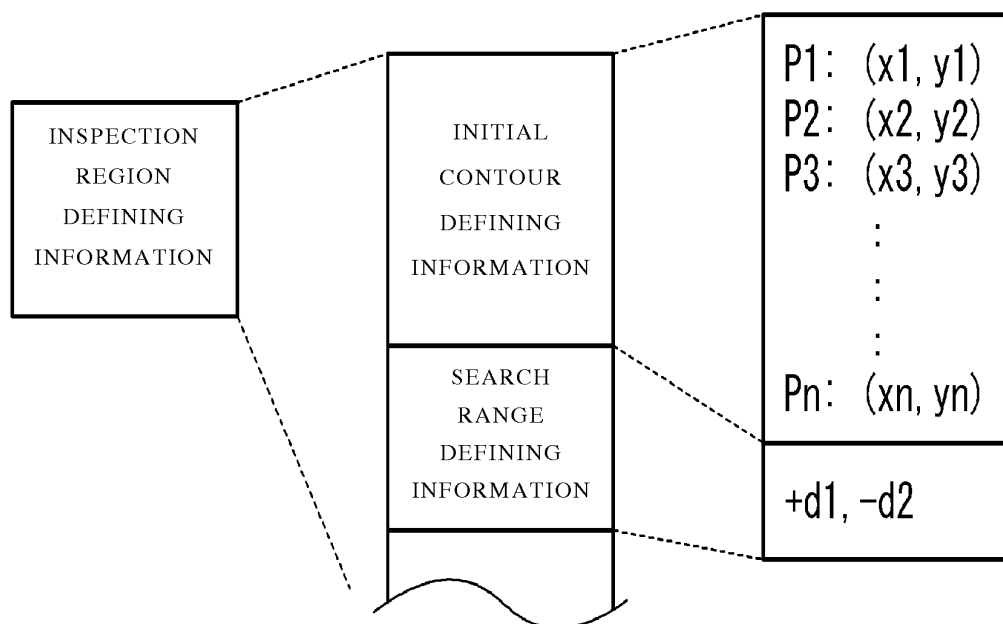 INSPECTION
REGION
DEFINING
INFORMATION
INITIAL
CONTOUR
DEFINING
INFORMATION
SEARCH
RANGE
DEFINING
INFORMATION
P1: (x1, y1)
P2: (x2, y2)
P3: (x3, y3)
Pn: (xn, yn)
+d1, -d2